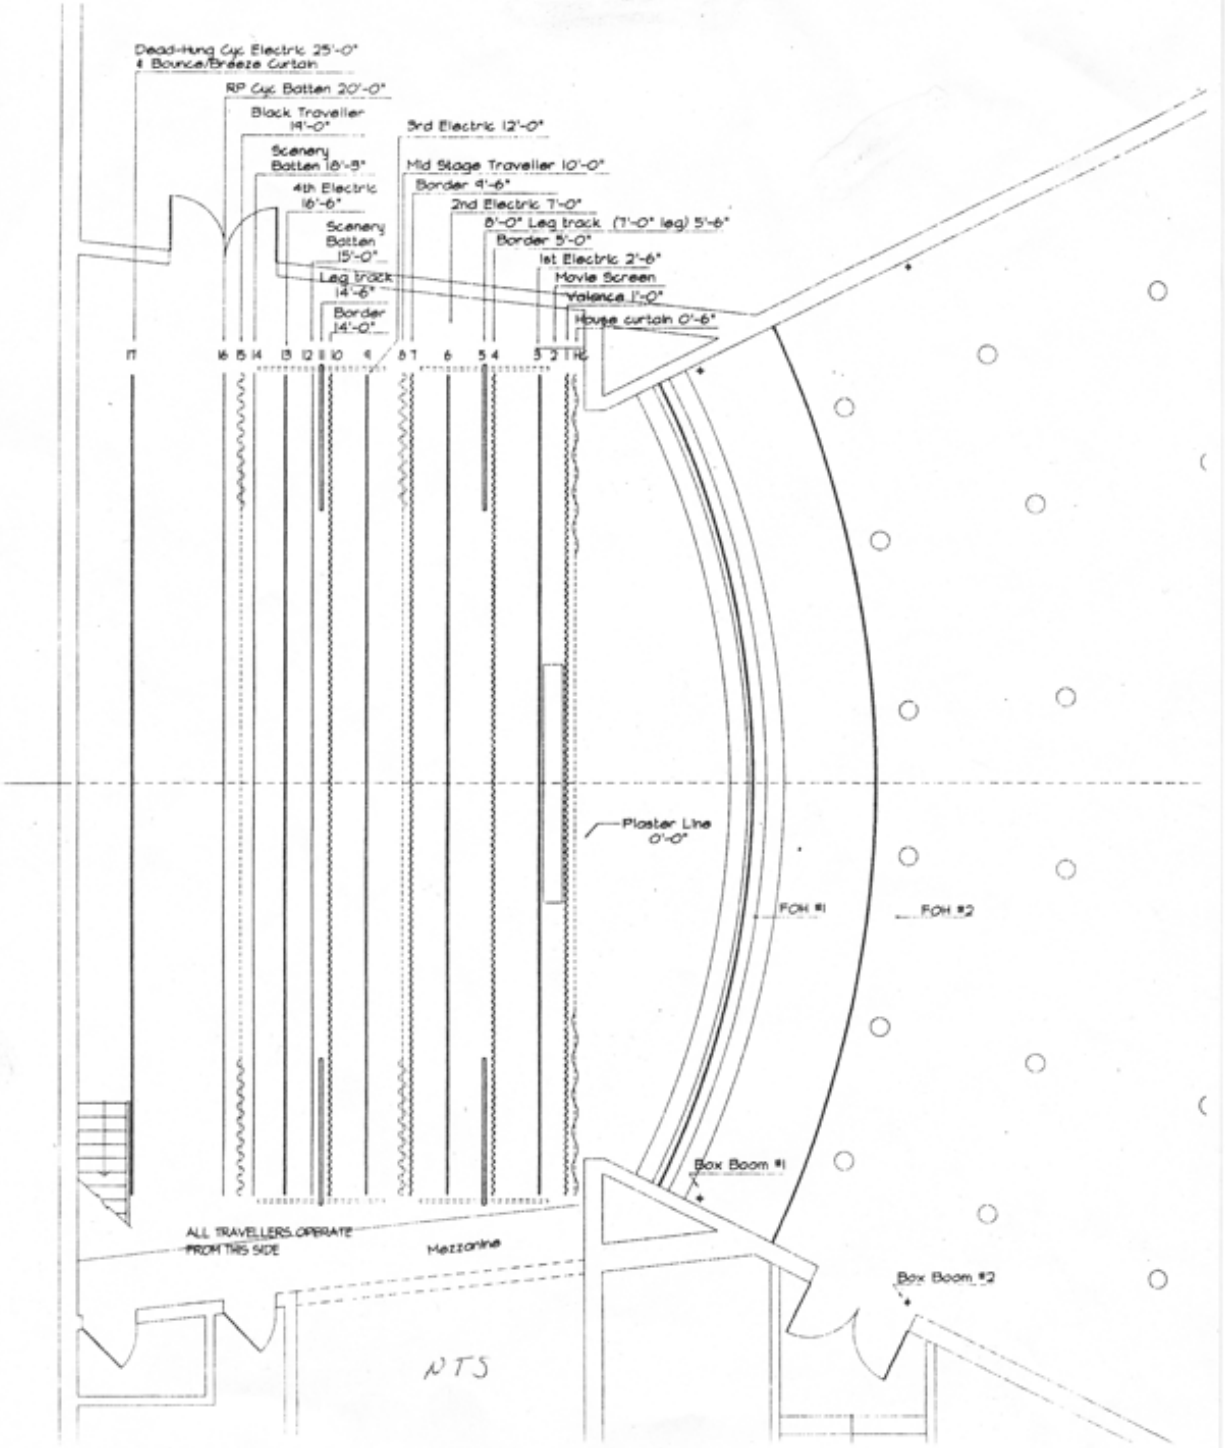 Dead-Hung Cyc Electric 25'-0"
& Bounce/Breeze Curtain
RP Cyc Batten 20'-0"
Black Traveller
19'-0"
3rd Electric 12'-0"
Scenery
Batten 18'-3"
Mid Stage Traveller 10'-0"
4th Electric
16'-6"
Border 9'-6"
2nd Electric 7'-0"
Scenery
Batten
15'-0"
8'-0" Leg track (7'-0" leg) 5'-6"
Border 5'-0"
1st Electric 2'-6"
Leg track
14'-6"
Movie Screen
Valance 1'-0"
Border
14'-0"
House curtain 0'-6"
17 16 15 14 13 12 11 10 9 8 7 6 5 4 3 2 1 HC
Plaster Line
0'-0"
FOH #1
FOH #2
Box Boom #1
ALL TRAVELLERS OPERATE
FROM THIS SIDE
Mezzanine
Box Boom #2
NTS